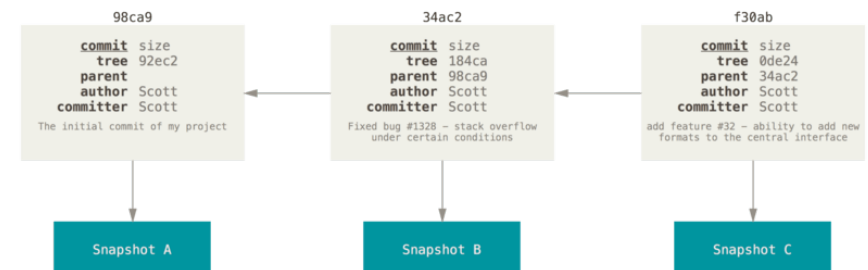 98ca9
commit size
tree 92ec2
parent
author Scott
committer Scott
The initial commit of my project
Snapshot A
34ac2
commit size
tree 184ca
parent 98ca9
author Scott
committer Scott
Fixed bug #1328 – stack overflow
under certain conditions
Snapshot B
f30ab
commit size
tree 0de24
parent 34ac2
author Scott
committer Scott
add feature #32 – ability to add new
formats to the central interface
Snapshot C